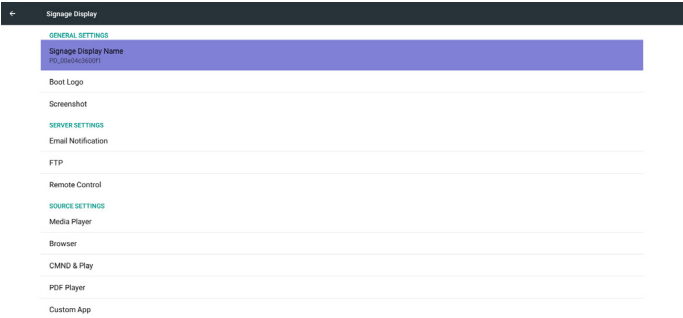 Signage Display
GENERAL SETTINGS
Signage Display Name
PD_00e04c3600f1
Boot Logo
Screenshot
SERVER SETTINGS
Email Notification
FTP
Remote Control
SOURCE SETTINGS
Media Player
Browser
CMND & Play
PDF Player
Custom App